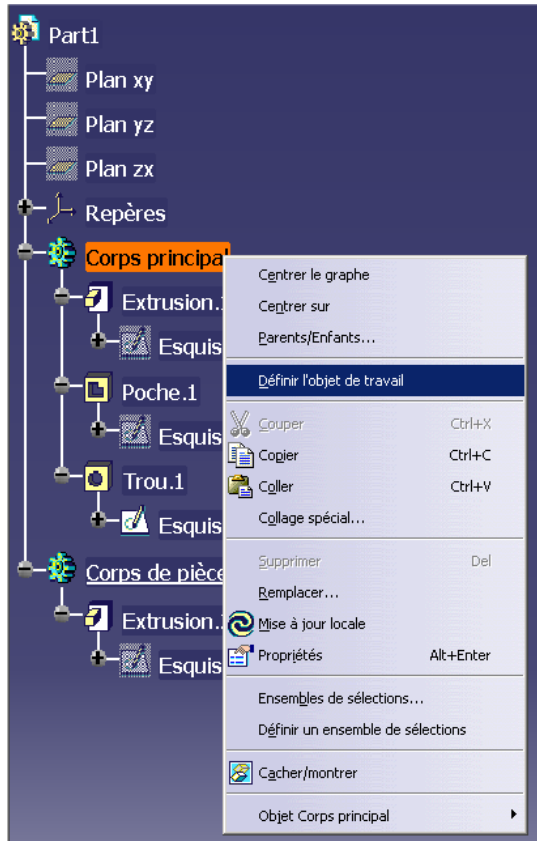 Part1
Plan xy
Plan yz
Plan zx
Repères
Corps principal
Extrusion.
Esquis
Poche.1
Esquis
Trou.1
Esquis
Corps de pièce
Extrusion.
Esquis
Centrer le graphe
Centrer sur
Parents/Enfants...
Définir l'objet de travail
Couper Ctrl+X
Copier Ctrl+C
Coller Ctrl+V
Collage spécial...
Supprimer Del
Remplacer...
Mise à jour locale
Propriétés Alt+Enter
Ensembles de sélections...
Définir un ensemble de sélections
Cacher/montrer
Objet Corps principal